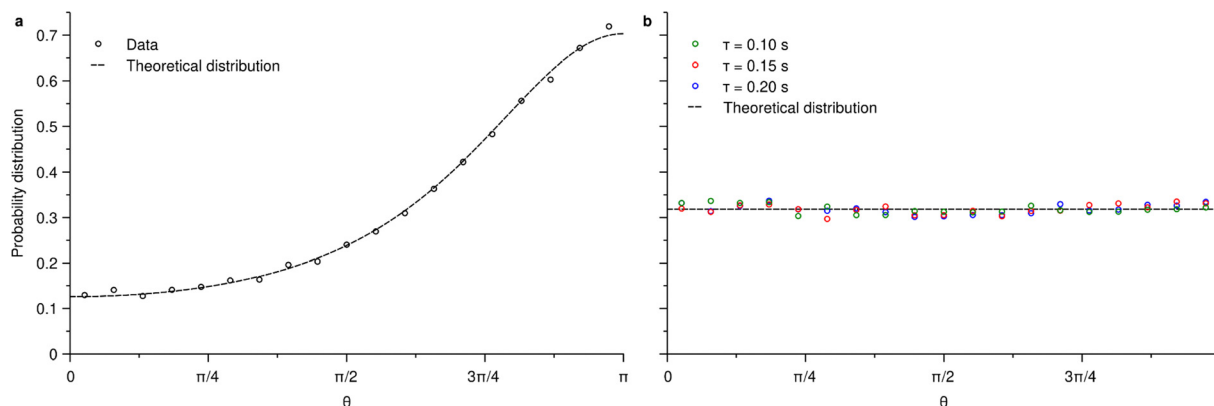 a
0.7
0.6
0.5
0.4
0.3
0.2
0.1
0
Probability distribution
Data
Theoretical distribution
0
π/4
π/2
3π/4
π
θ
b
τ = 0.10 s
τ = 0.15 s
τ = 0.20 s
Theoretical distribution
0
π/4
π/2
3π/4
θ